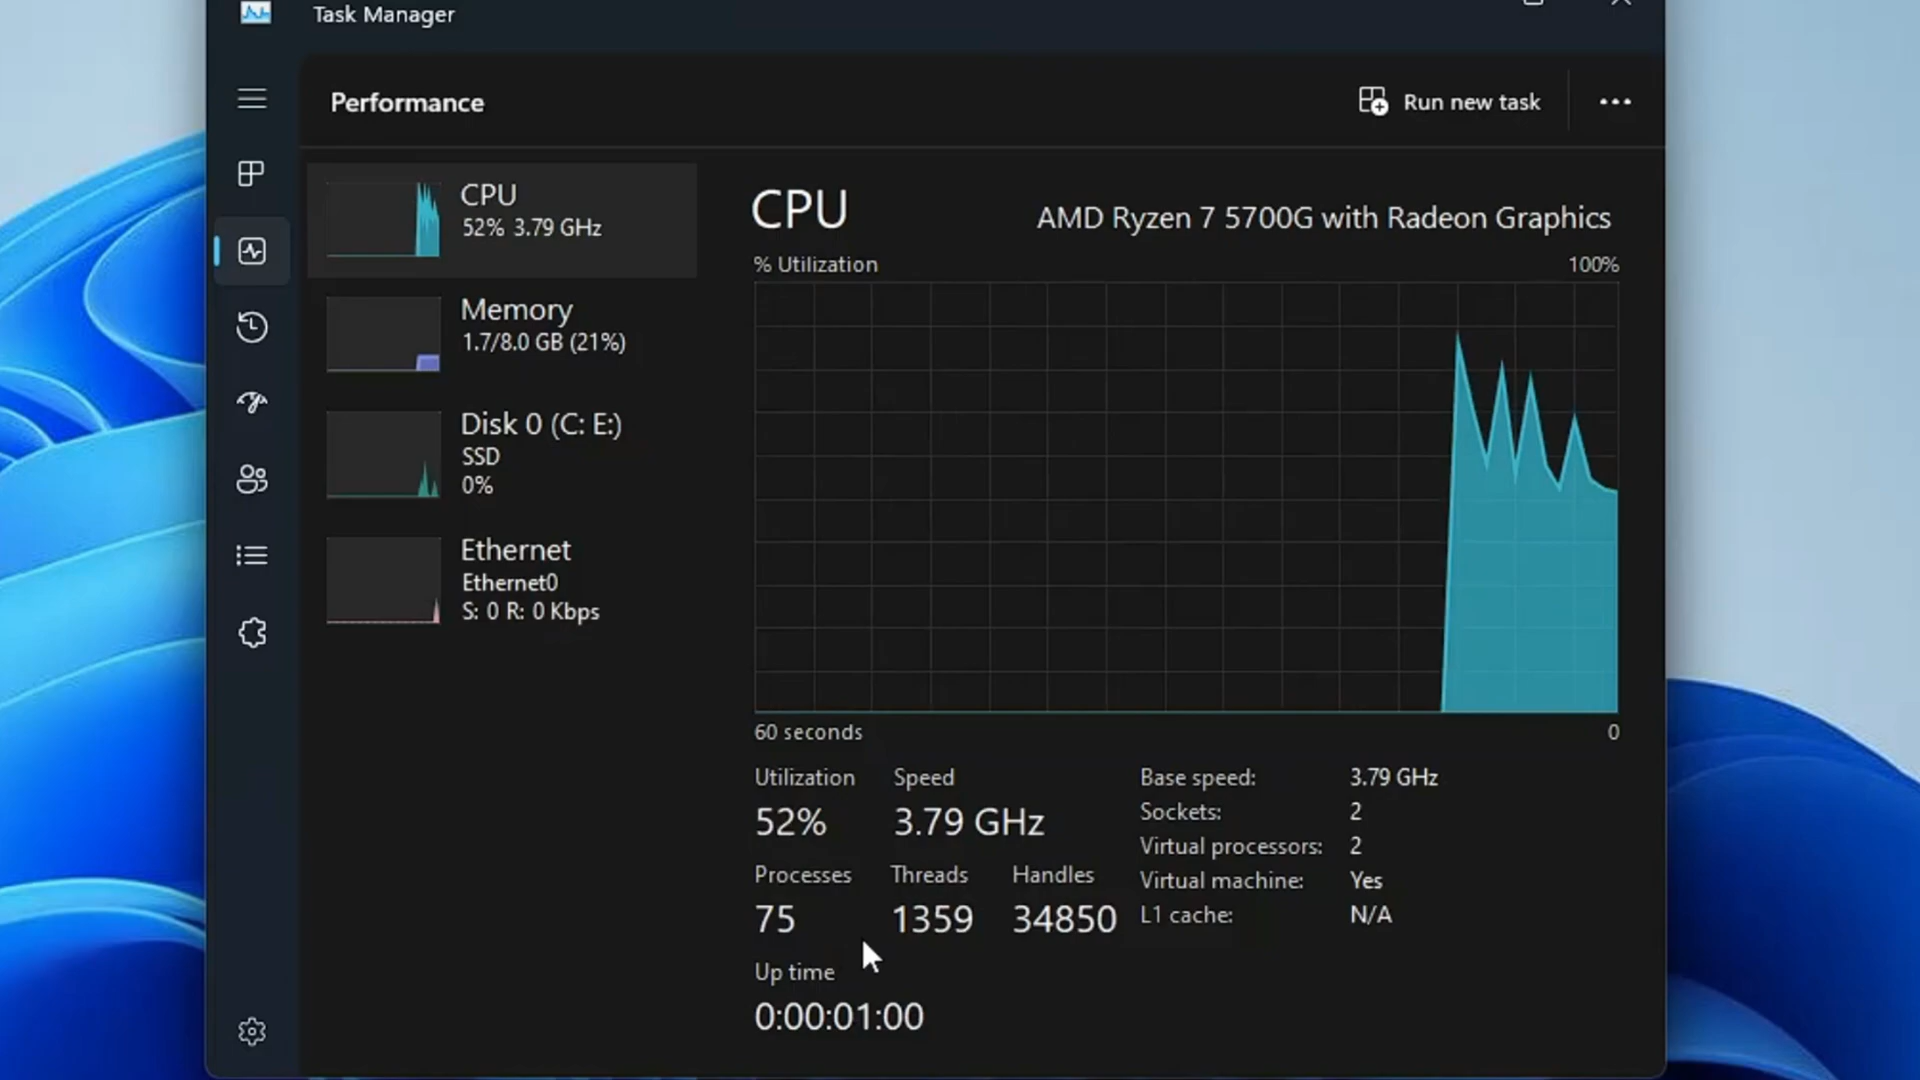 Task Manager
Performance
Run new task
CPU
52% 3.79 GHz
Memory
1.7/8.0 GB (21%)
Disk 0 (C: E:)
SSD
0%
Ethernet
Ethernet0
S: 0 R: 0 Kbps
CPU
AMD Ryzen 7 5700G with Radeon Graphics
% Utilization
100%
60 seconds
0
Utilization
Speed
52%
3.79 GHz
Processes
Threads
Handles
75
1359
34850
Up time
0:00:01:00
Base speed: 3.79 GHz
Sockets: 2
Virtual processors: 2
Virtual machine: Yes
L1 cache: N/A